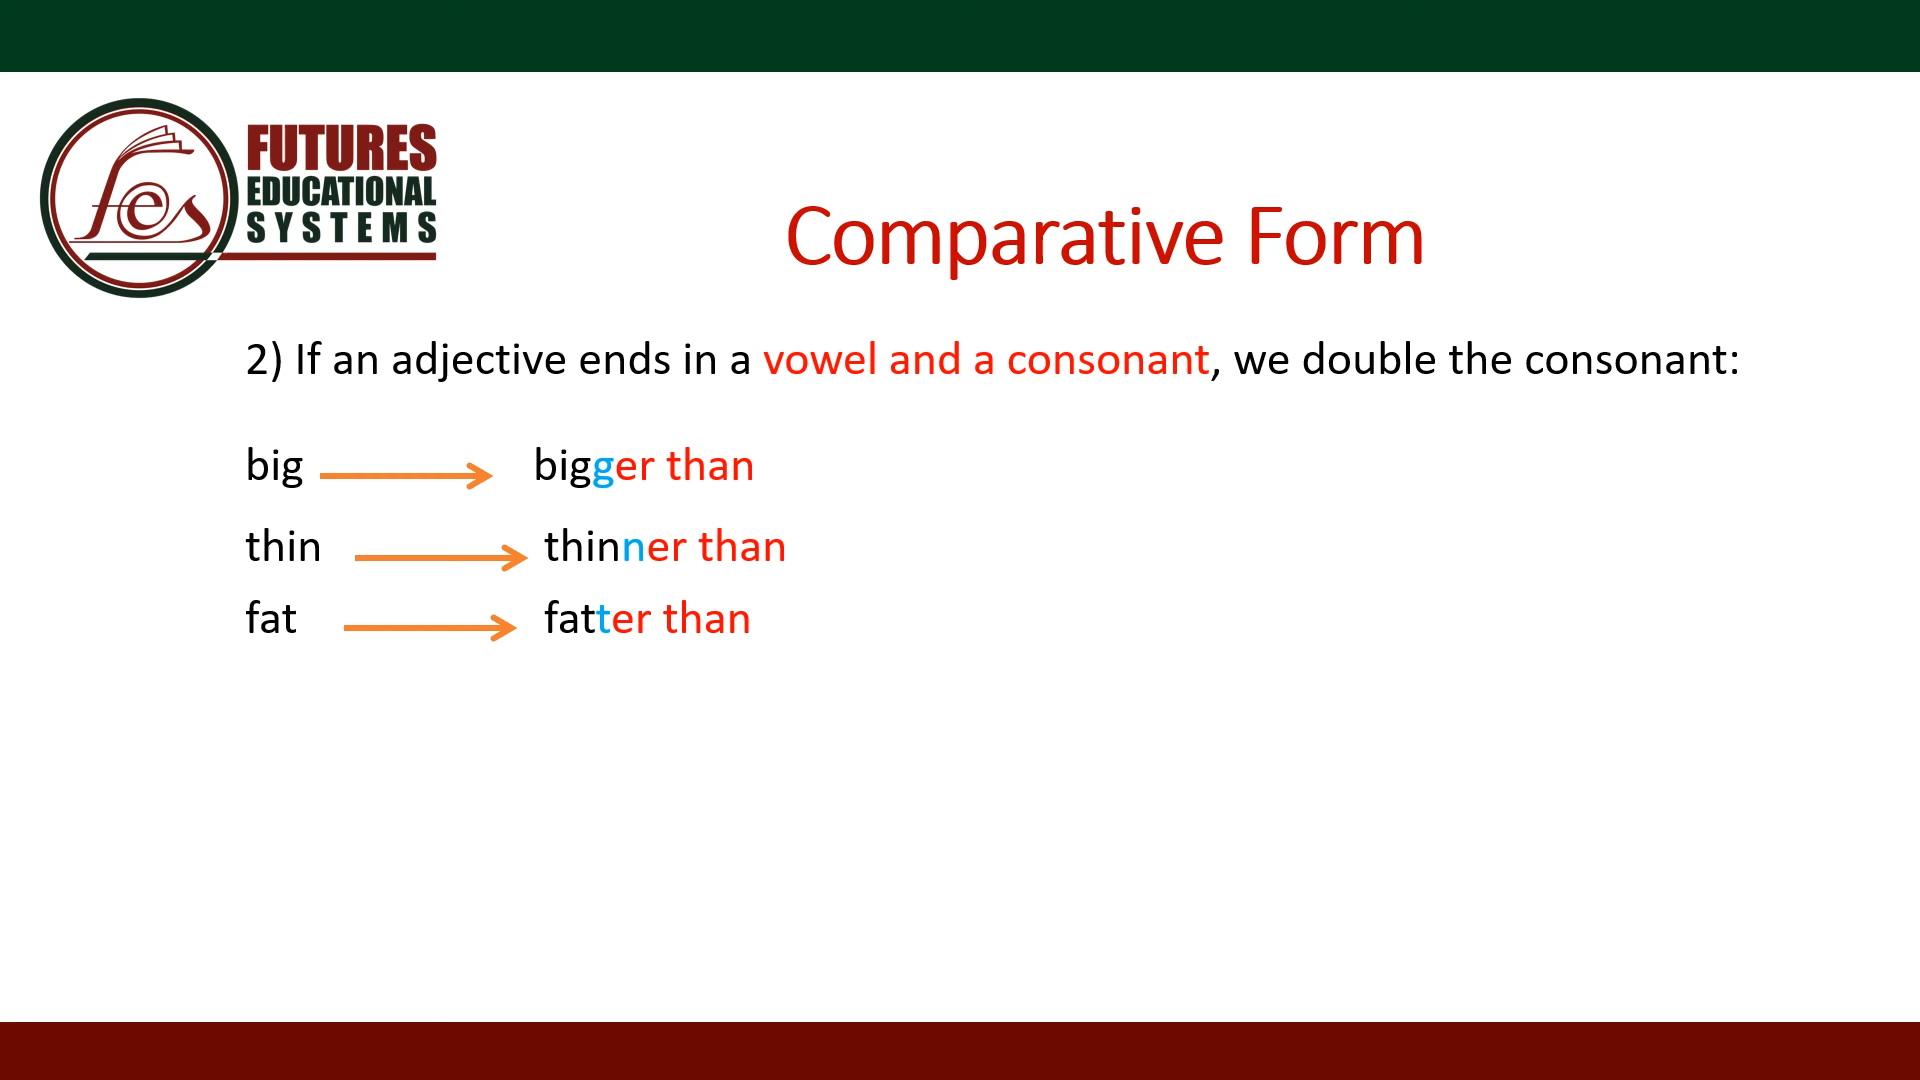 fes
FUTURES
EDUCATIONAL
SYSTEMS
Comparative Form
2) If an adjective ends in a vowel and a consonant, we double the consonant:
big bigger than
thin thinner than
fat fatter than